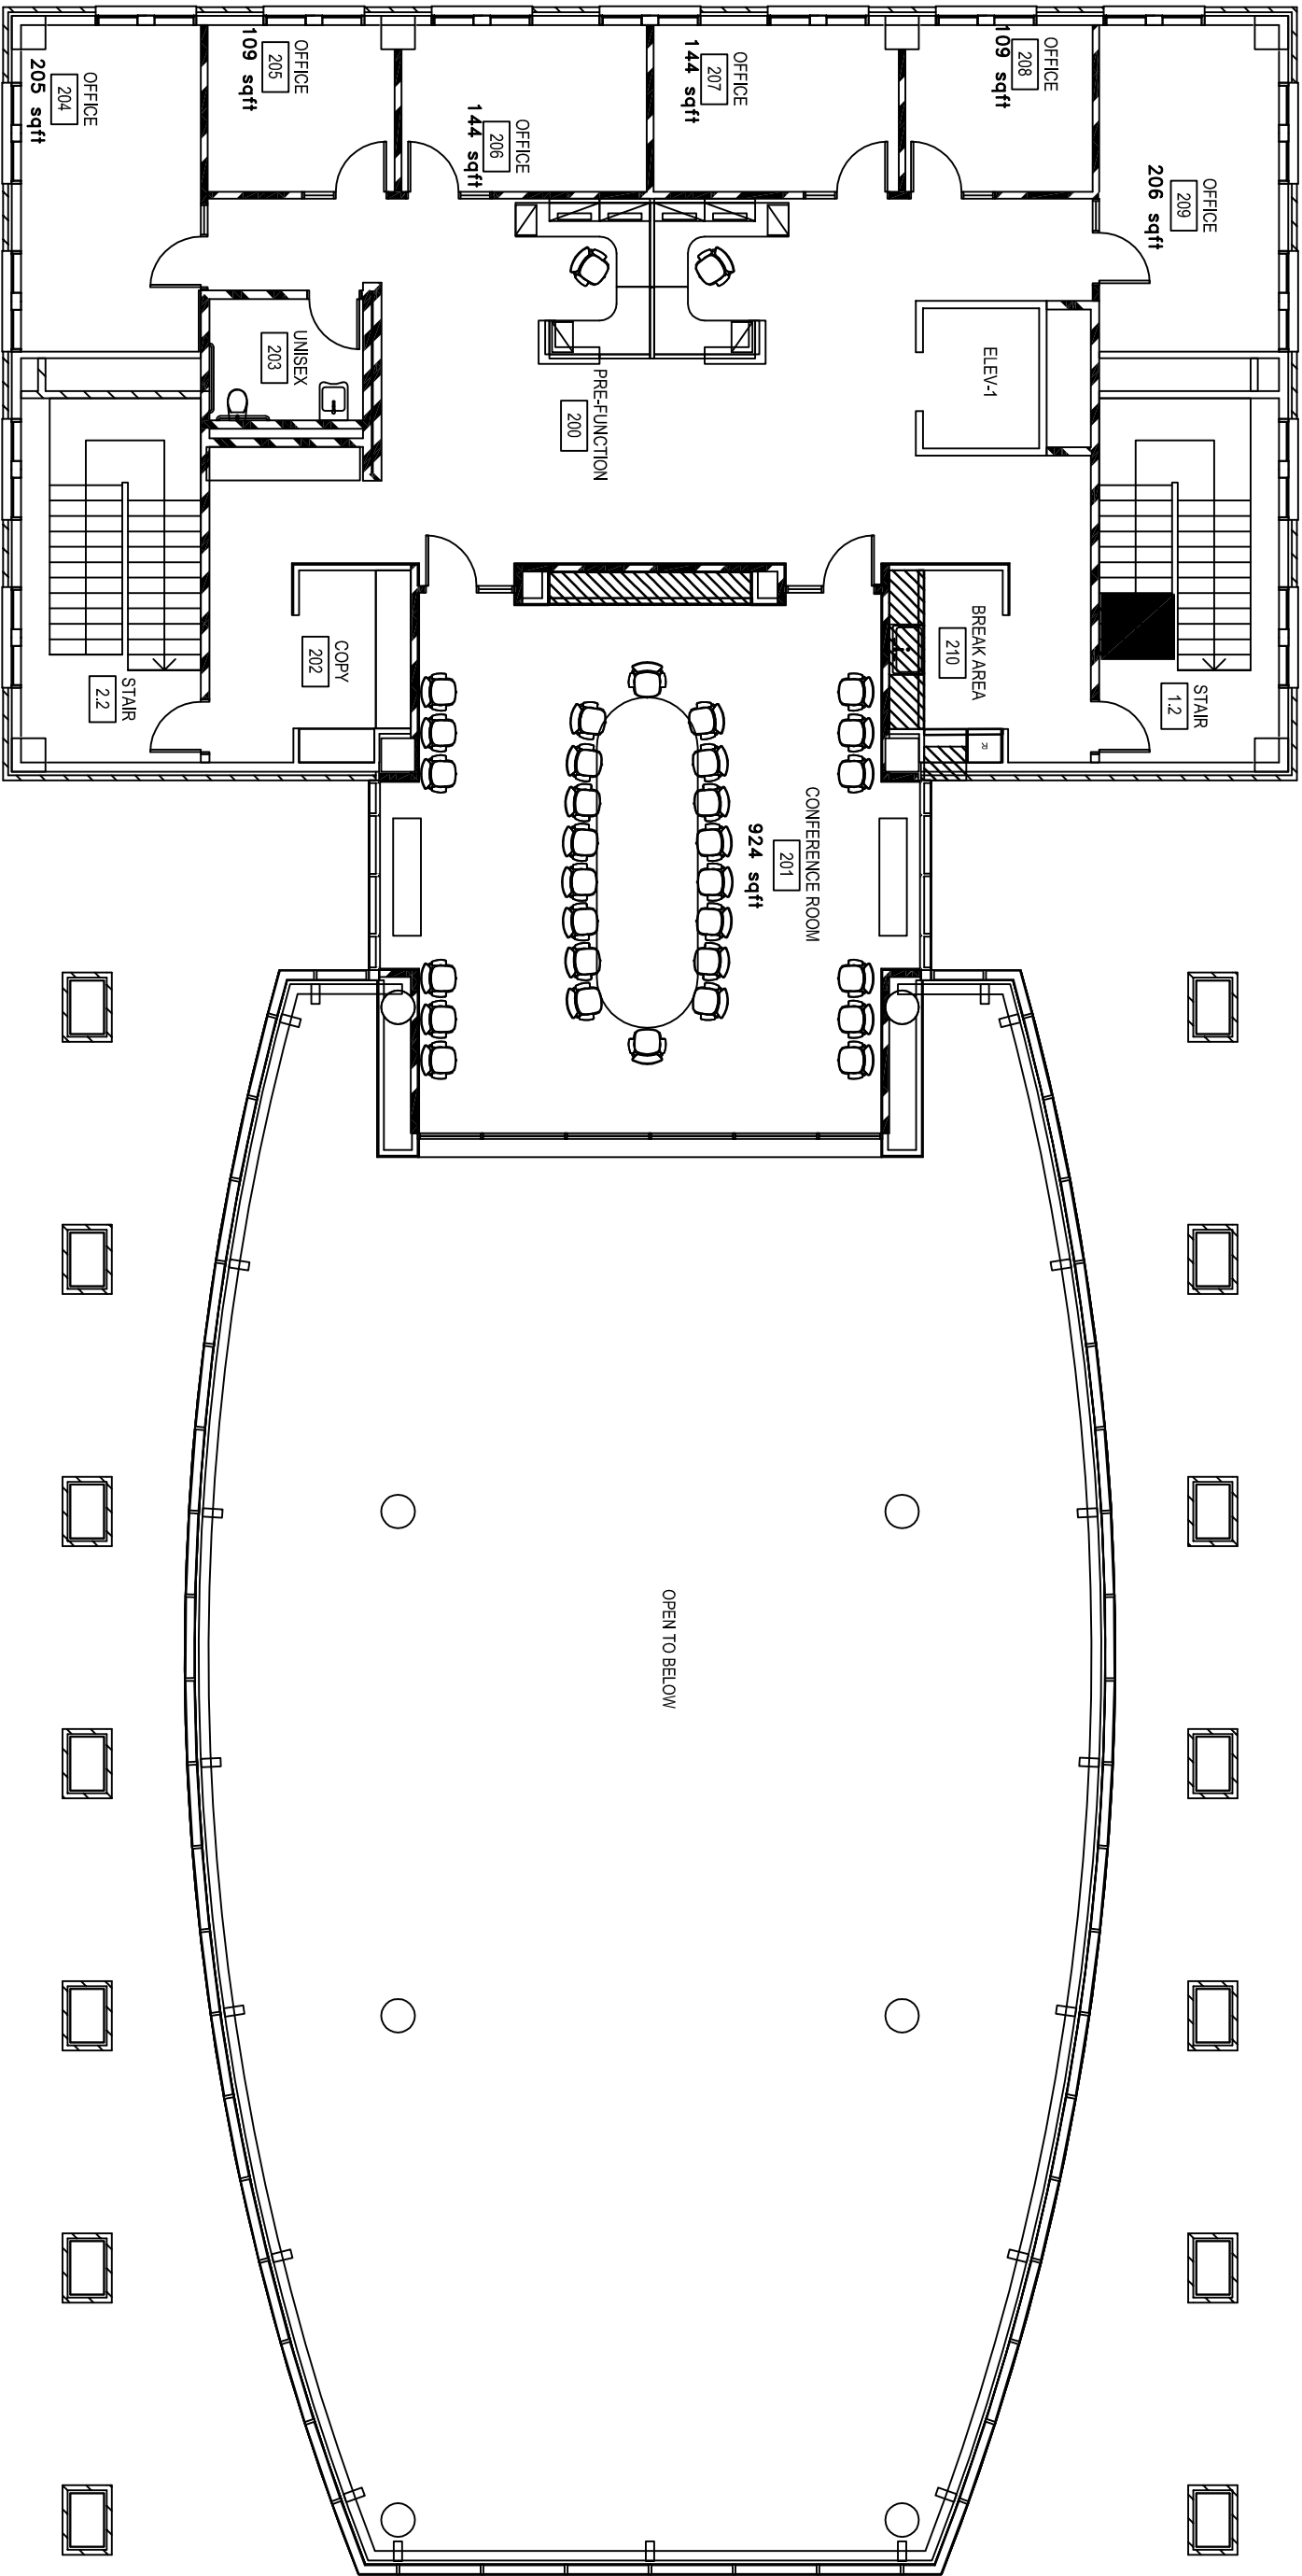 OFFICE
209
206 sqft
OFFICE
208
109 sqft
OFFICE
207
144 sqft
OFFICE
206
144 sqft
OFFICE
205
109 sqft
OFFICE
204
205 sqft
ELEV-1
PRE-FUNCTION
200
UNISEX
203
STAIR
1.2
BREAK AREA
210
R
COPY
202
STAIR
2.2
CONFERENCE ROOM
201
924 sqft
OPEN TO BELOW